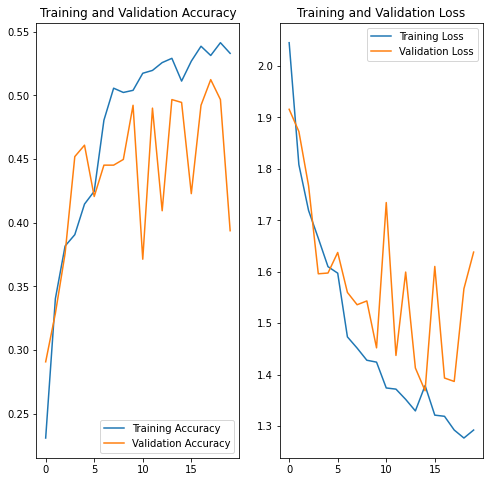 Training and Validation Accuracy
0.55
0.50
0.45
0.40
0.35
0.30
0.25
Training Accuracy
Validation Accuracy
0 5 10 15
Training and Validation Loss
Training Loss
Validation Loss
2.0
1.9
1.8
1.7
1.6
1.5
1.4
1.3
0 5 10 15